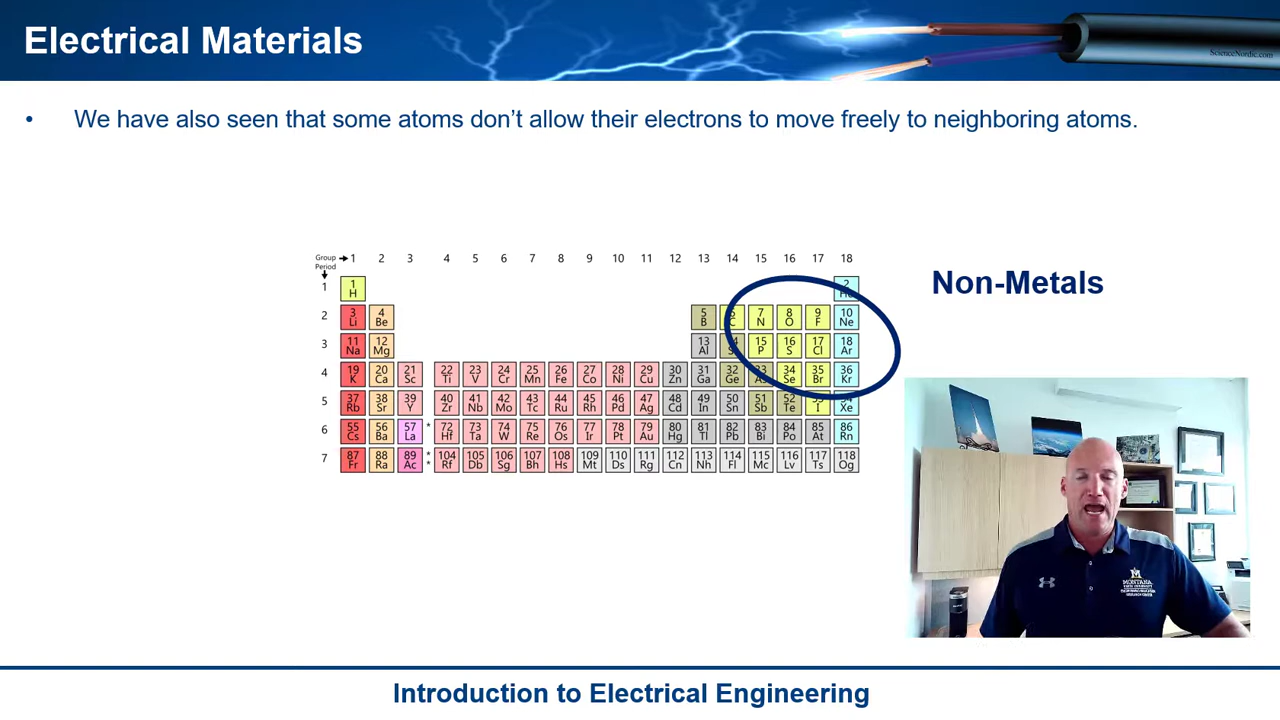 Electrical Materials
ScienceNordic.com
• We have also seen that some atoms don't allow their electrons to move freely to neighboring atoms.
Group → 1 2 3 4 5 6 7 8 9 10 11 12 13 14 15 16 17 18
Period
Non-Metals
1 1 2
H He
2 3 4 5 6 7 8 9 10
Li Be B C N O F Ne
3 11 12 13 14 15 16 17 18
Na Mg Al S P S Cl Ar
4 19 20 21 22 23 24 25 26 27 28 29 30 31 32 33 34 35 36
K Ca Sc Ti V Cr Mn Fe Co Ni Cu Zn Ga Ge As Se Br Kr
5 37 38 39 40 41 42 43 44 45 46 47 48 49 50 51 52 53 54
Rb Sr Y Zr Nb Mo Tc Ru Rh Pd Ag Cd In Sn Sb Te I Xe
6 55 56 57 * 72 73 74 75 76 77 78 79 80 81 82 83 84 85 86
Cs Ba La Hf Ta W Re Os Ir Pt Au Hg Tl Pb Bi Po At Rn
7 87 88 89 * 104 105 106 107 108 109 110 111 112 113 114 115 116 117 118
Fr Ra Ac * Rf Db Sg Bh Hs Mt Ds Rg Cn Nh Fl Mc Lv Ts Og
MONTANA
STATE UNIVERSITY
Introduction to Electrical Engineering